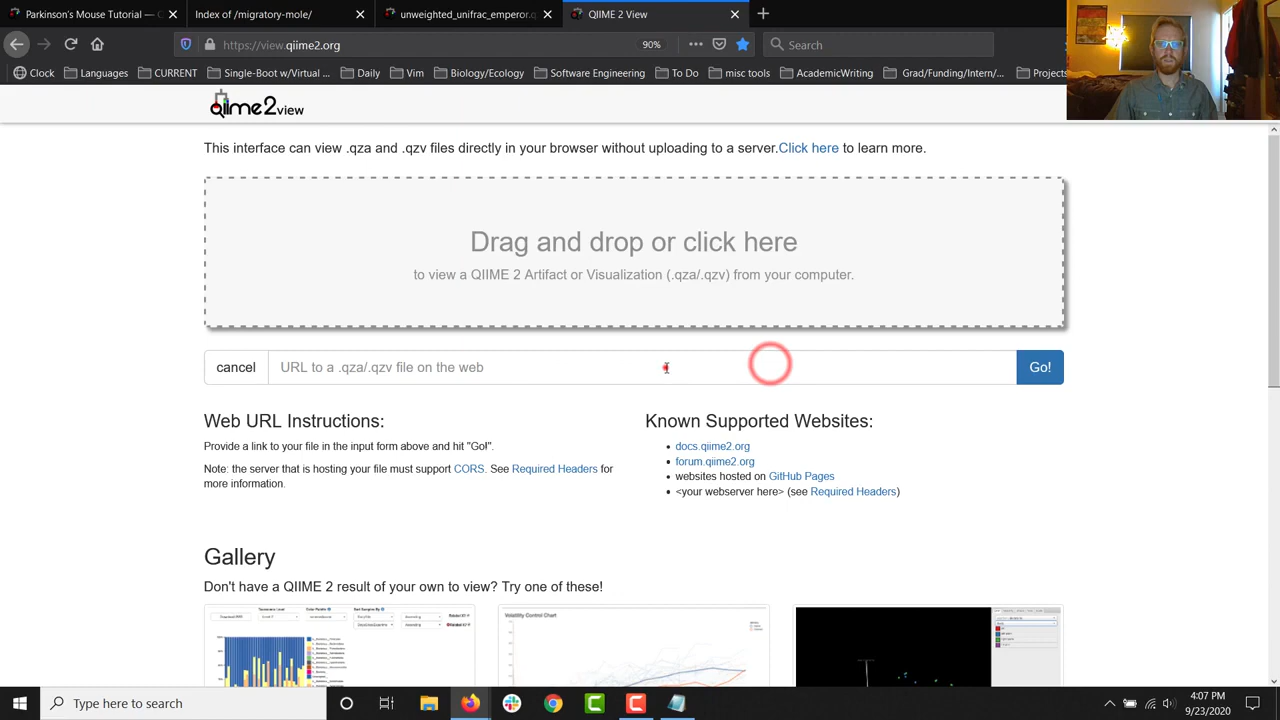 Parkinson's Mouse Tutorial — Q
Index of /migratory-mole/
unweighted_unifrac_emperor.q
QIIME 2 View
https://view.qiime2.org
90%
Search
Clock
Languages
CURRENT
Single-Boot w/Virtual ...
Daily
Vim
Biology/Ecology
Software Engineering
To Do
misc tools
AcademicWriting
Grad/Funding/Intern/...
Projects
qiime2view
This interface can view .qza and .qzv files directly in your browser without uploading to a server.Click here to learn more.
Drag and drop or click here
to view a QIIME 2 Artifact or Visualization (.qza/.qzv) from your computer.
cancel
URL to a .qza/.qzv file on the web
Go!
Web URL Instructions:
Provide a link to your file in the input form above and hit "Go!".
Note: the server that is hosting your file must support CORS. See Required Headers for
more information.
Known Supported Websites:
docs.qiime2.org
forum.qiime2.org
websites hosted on GitHub Pages
<your webserver here> (see Required Headers)
Gallery
Don't have a QIIME 2 result of your own to view? Try one of these!
Volatility Control Chart
Type here to search
4:07 PM
9/23/2020